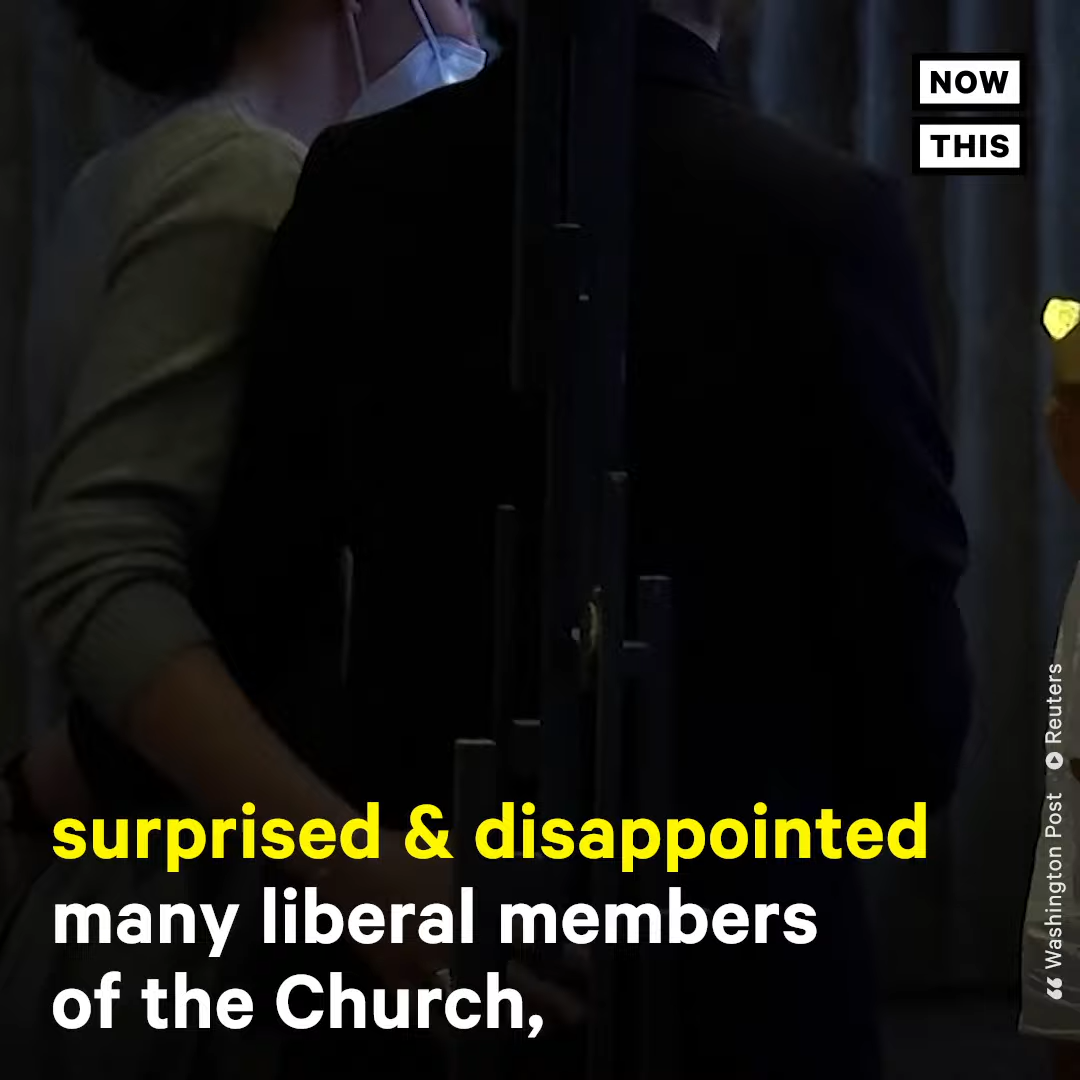 NOW
THIS
surprised & disappointed
many liberal members
of the Church,
Washington Post Reuters